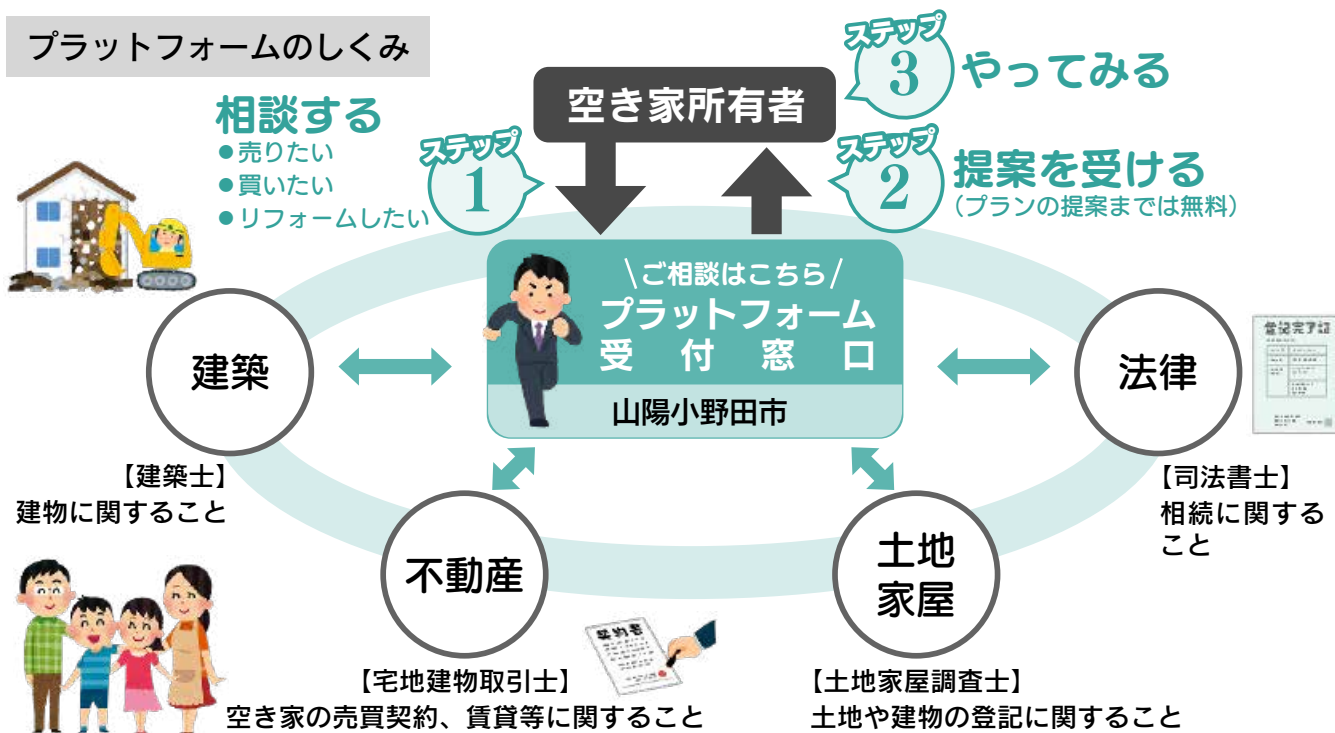 プラットフォームのしくみ
相談する
●売りたい
●買いたい
●リフォームしたい
ステップ
1
空き家所有者
ステップ
3
やってみる
ステップ
2
提案を受ける
（プランの提案までは無料）
\ご相談はこちら/
プラットフォーム
受付窓口
山陽小野田市
建築
【建築士】
建物に関すること
法律
登記完了証
【司法書士】
相続に関する
こと
不動産
契約書
【宅地建物取引士】
空き家の売買契約、賃貸等に関すること
土地
家屋
【土地家屋調査士】
土地や建物の登記に関すること